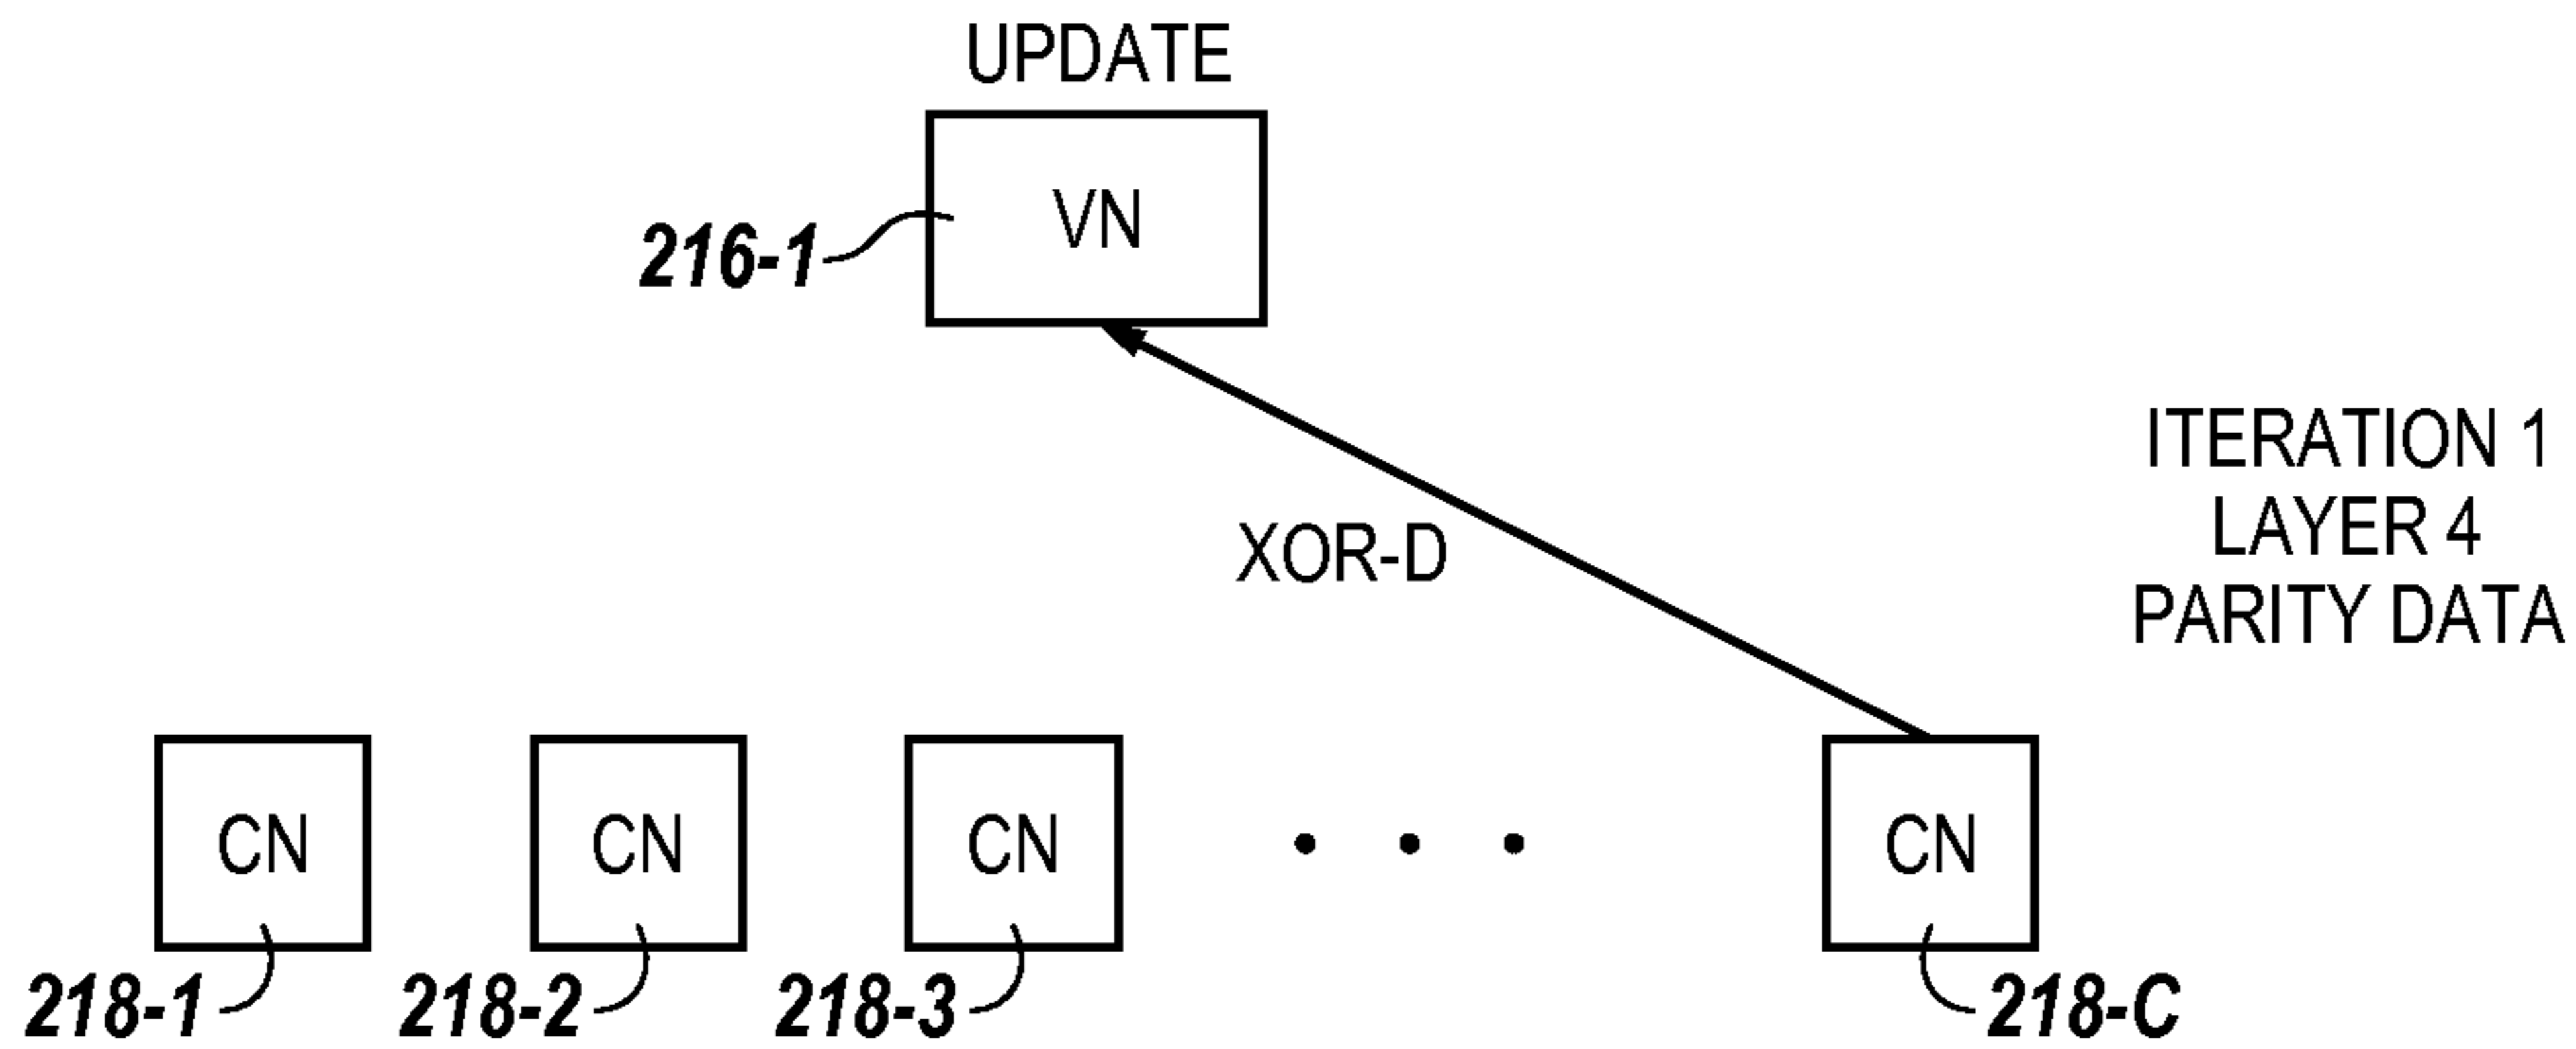 UPDATE
VN
216-1
ITERATION 1
LAYER 4
PARITY DATA
XOR-D
CN CN CN CN
218-1 218-2 218-3 218-C